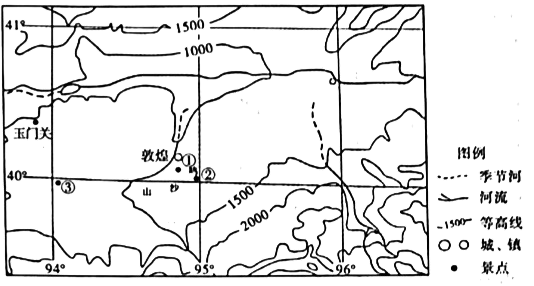 41°
1500
1000
玉门关
敦煌
①
鸣
②
40°
③
山
沙
1500
2000
94°
95°
96°
图例
季节河
河流
1500
等高线
城、镇
景点